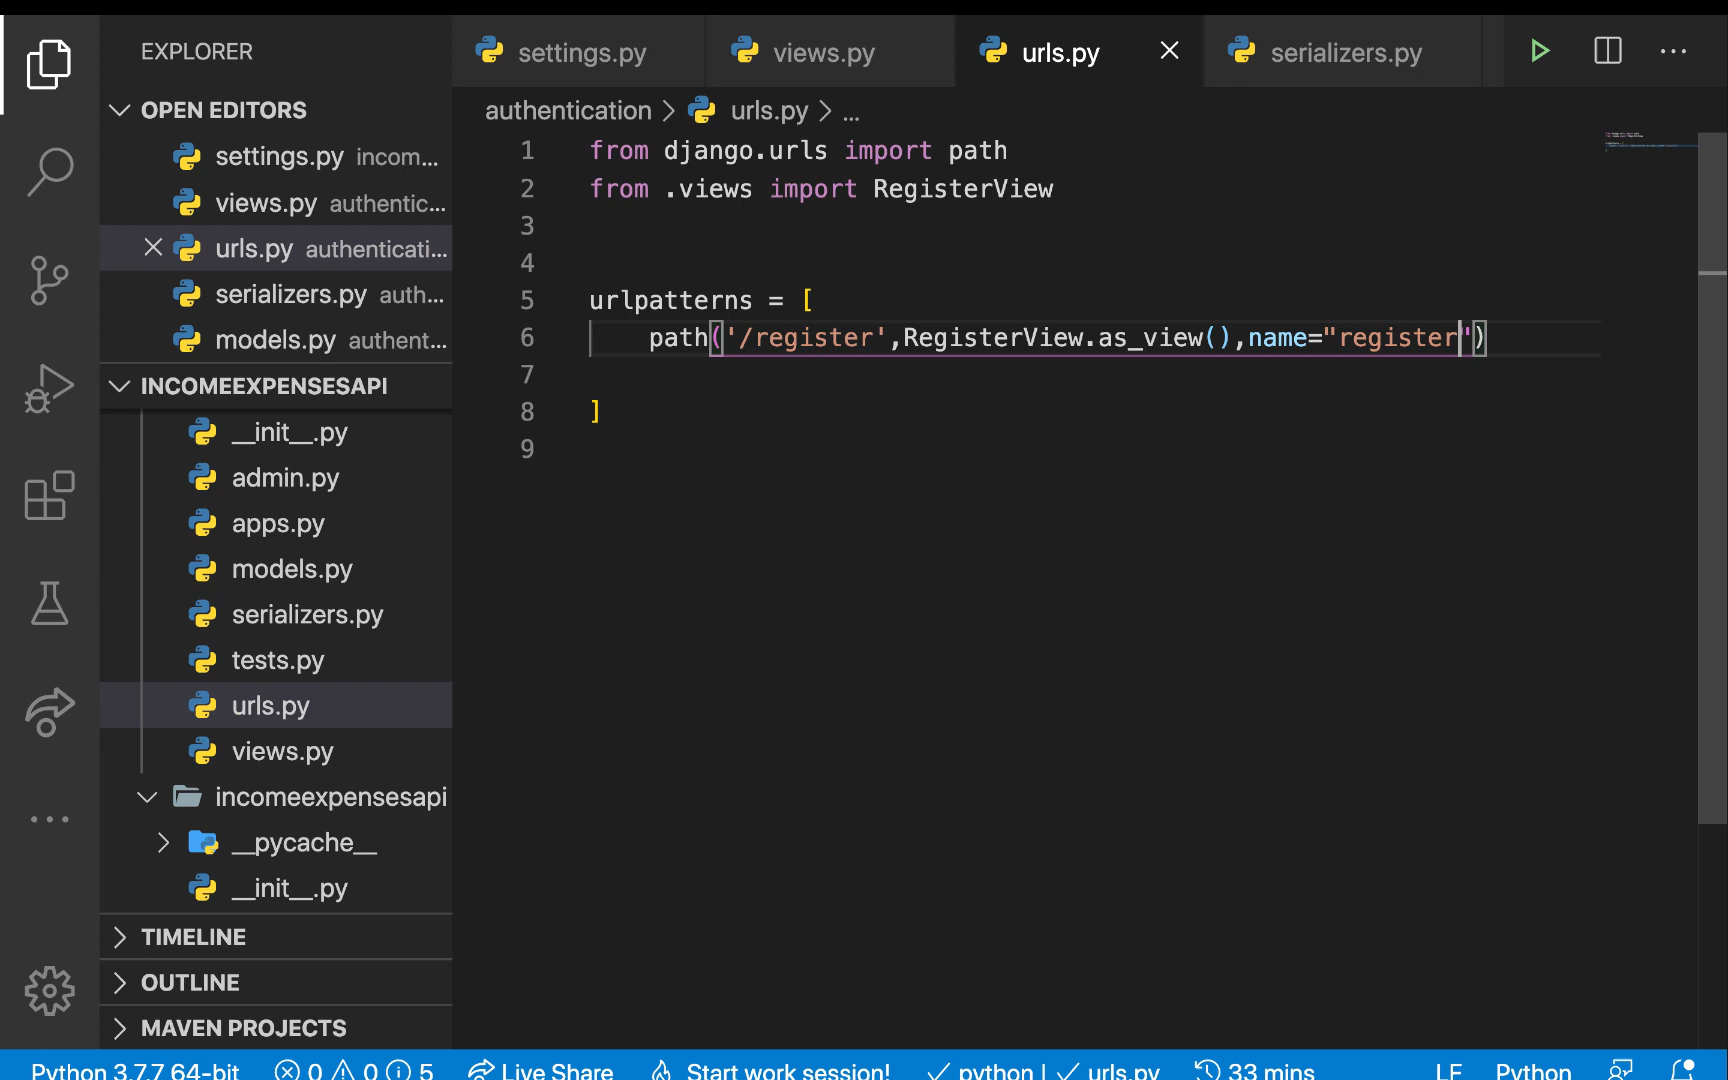 EXPLORER
OPEN EDITORS
settings.py incom...
views.py authentic...
urls.py authenticati...
serializers.py auth...
models.py authent...
INCOMEEXPENSESAPI
__init__.py
admin.py
apps.py
models.py
serializers.py
tests.py
urls.py
views.py
incomeexpensesapi
__pycache__
__init__.py
TIMELINE
OUTLINE
MAVEN PROJECTS
settings.py views.py urls.py serializers.py
authentication > urls.py > ...
1 from django.urls import path
2 from .views import RegisterView
3
4
5 urlpatterns = [
6 path('/register',RegisterView.as_view(),name="register")
7
8 ]
9
Python 3.7.7 64-bit 0 0 5 Live Share Start work session! python | urls.py 33 mins LF Python